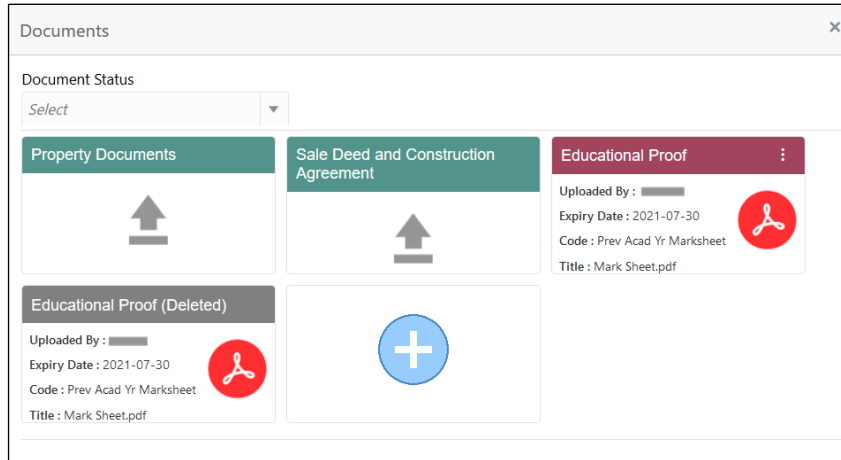 Documents
×
Document Status
Select
Property Documents
Sale Deed and Construction
Agreement
Educational Proof
Uploaded By :
Expiry Date : 2021-07-30
Code : Prev Acad Yr Marksheet
Title : Mark Sheet.pdf
Educational Proof (Deleted)
Uploaded By :
Expiry Date : 2021-07-30
Code : Prev Acad Yr Marksheet
Title : Mark Sheet.pdf